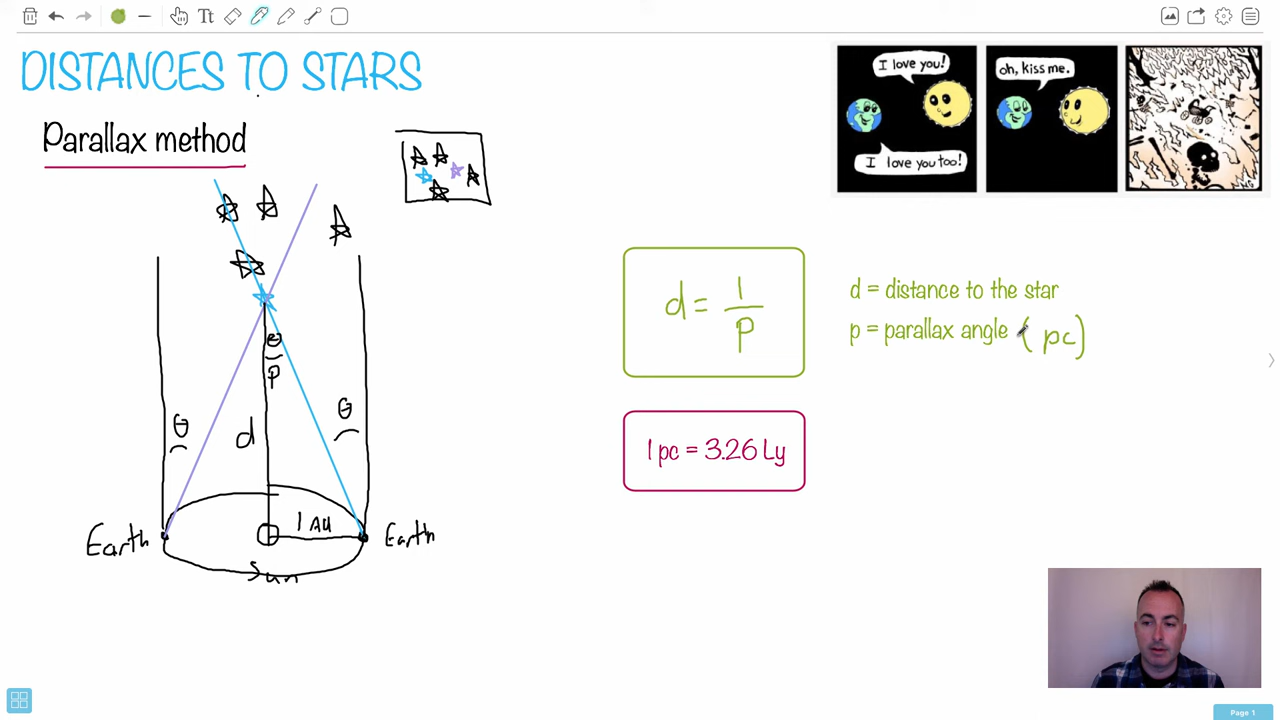 Tt
DISTANCES TO STARS
Parallax method
I love you!
I love you too!
oh, kiss me.
d = 1
p
d = distance to the star
p = parallax angle (pc)
1 pc = 3.26 Ly
θ
p
θ
θ
d
1 AU
Earth
Earth
Sun
Page 1